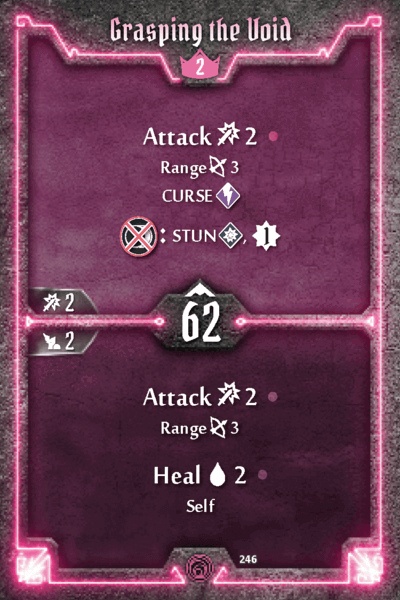 Grasping the Void
2
Attack 2
Range 3
CURSE
: STUN, 1
2
62
2
Attack 2
Range 3
Heal 2
Self
246